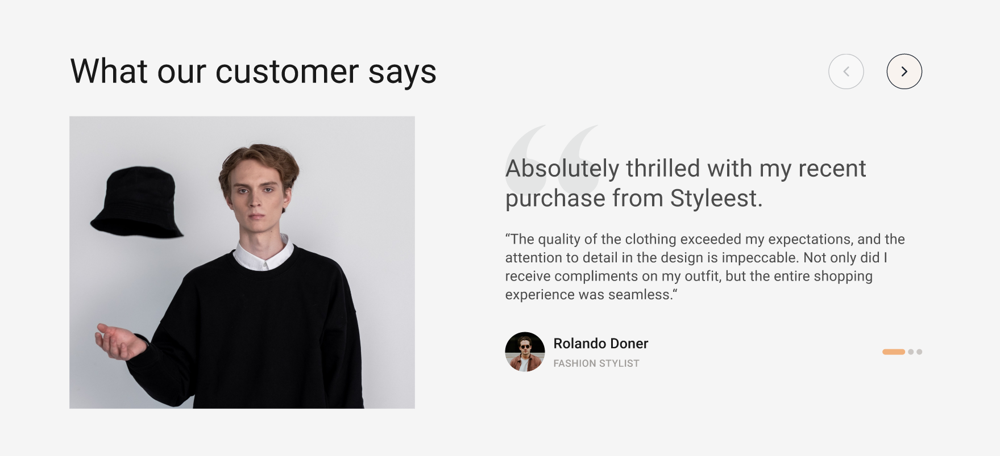 What our customer says
Absolutely thrilled with my recent
purchase from Styleest.
“The quality of the clothing exceeded my expectations, and the
attention to detail in the design is impeccable. Not only did I
receive compliments on my outfit, but the entire shopping
experience was seamless.“
Rolando Doner
FASHION STYLIST